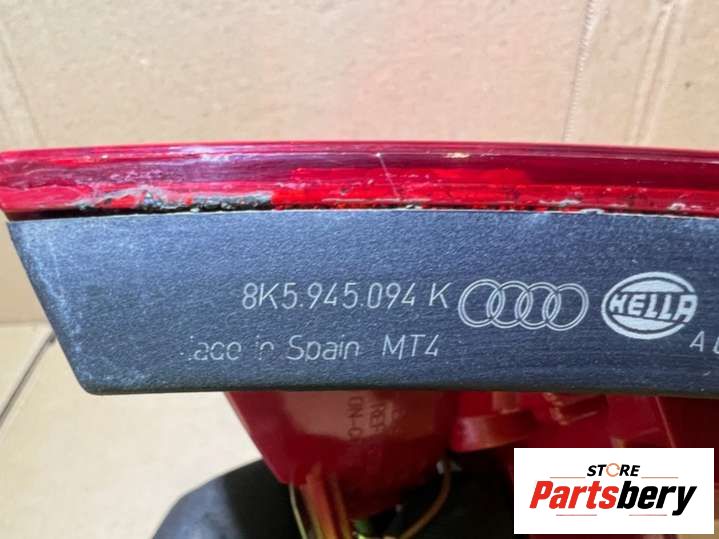 8K5.945.094 K
HELLA
in Spain MT4
STORE
Partsbery